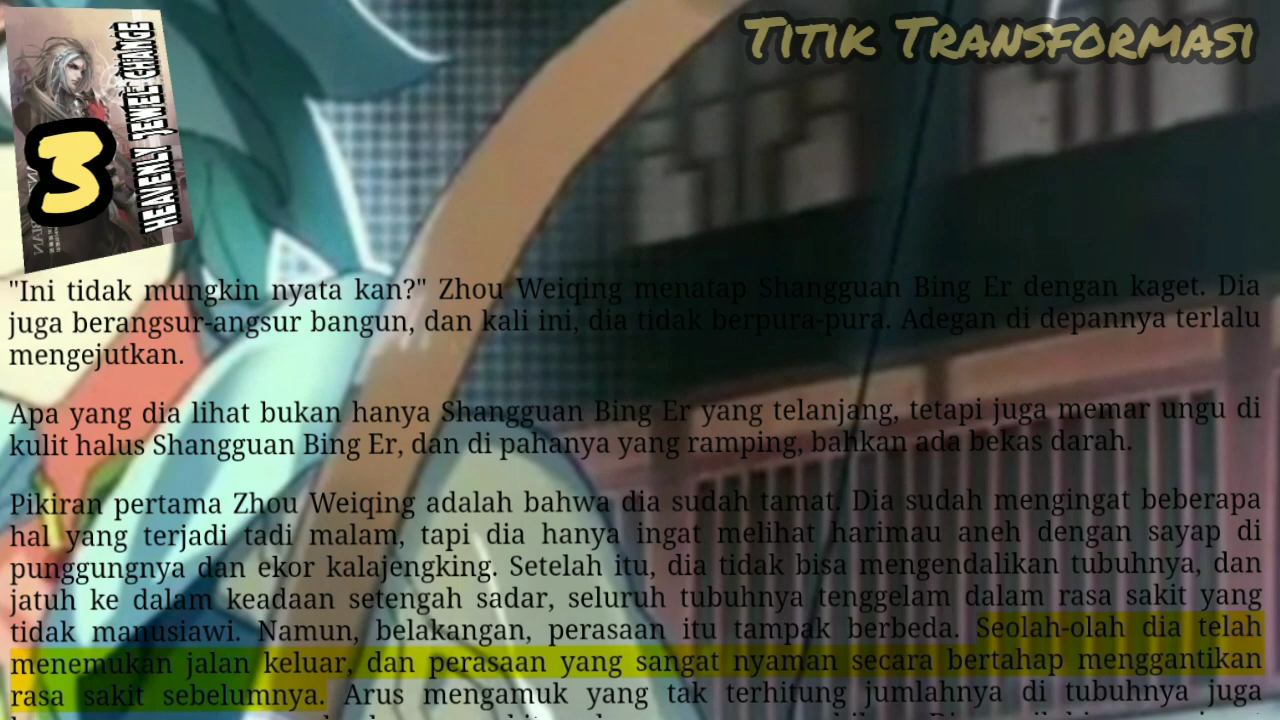 Titik Transformasi
3
HEAVENLY JEWEL CHANGE
"Ini tidak mungkin nyata kan?" Zhou Weiqing menatap Shangguan Bing Er dengan kaget. Dia
juga berangsur-angsur bangun, dan kali ini, dia tidak berpura-pura. Adegan di depannya terlalu
mengejutkan.
Apa yang dia lihat bukan hanya Shangguan Bing Er yang telanjang, tetapi juga memar ungu di
kulit halus Shangguan Bing Er, dan di pahanya yang ramping, bahkan ada bekas darah.
Pikiran pertama Zhou Weiqing adalah bahwa dia sudah tamat. Dia sudah mengingat beberapa
hal yang terjadi tadi malam, tapi dia hanya ingat melihat harimau aneh dengan sayap di
punggungnya dan ekor kalajengking. Setelah itu, dia tidak bisa mengendalikan tubuhnya, dan
jatuh ke dalam keadaan setengah sadar, seluruh tubuhnya tenggelam dalam rasa sakit yang
tidak manusiawi. Namun, belakangan, perasaan itu tampak berbeda. Seolah-olah dia telah
menemukan jalan keluar, dan perasaan yang sangat nyaman secara bertahap menggantikan
rasa sakit sebelumnya. Arus mengamuk yang tak terhitung jumlahnya di tubuhnya juga